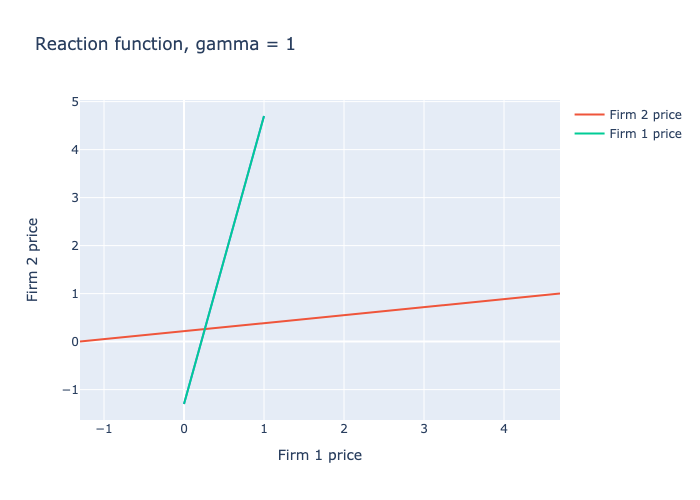 Reaction function, gamma = 1
Firm 2 price
Firm 1 price
5
4
3
2
1
0
−1
Firm 2 price
−1 0 1 2 3 4
Firm 1 price